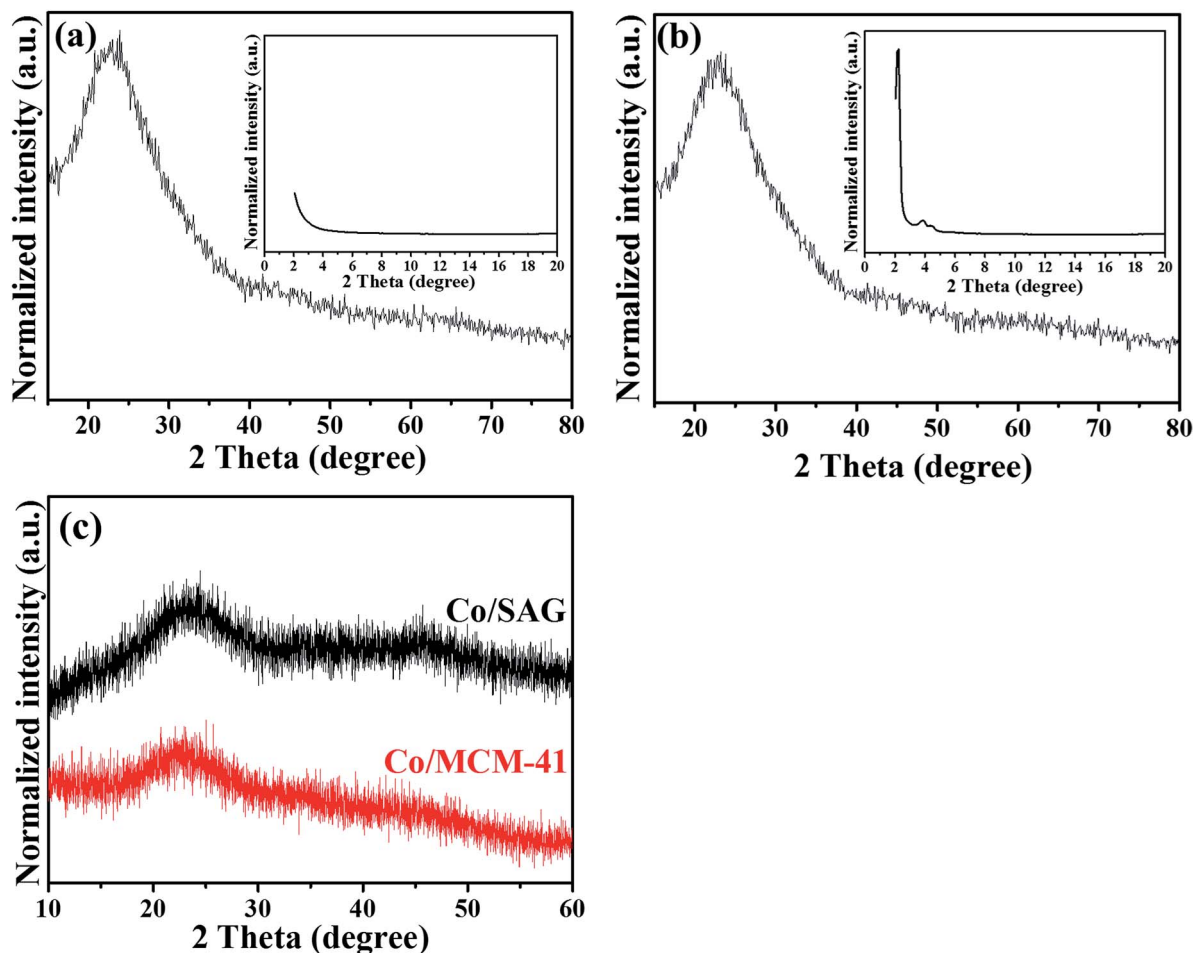 (a)
Normalized intensity (a.u.)
Normalized intensity (a.u.)
0 2 4 6 8 10 12 14 16 18 20
2 Theta (degree)
20 30 40 50 60 70 80
2 Theta (degree)
(b)
Normalized intensity (a.u.)
Normalized intensity (a.u.)
0 2 4 6 8 10 12 14 16 18 20
2 Theta (degree)
20 30 40 50 60 70 80
2 Theta (degree)
(c)
Normalized intensity (a.u.)
Co/SAG
Co/MCM-41
10 20 30 40 50 60
2 Theta (degree)